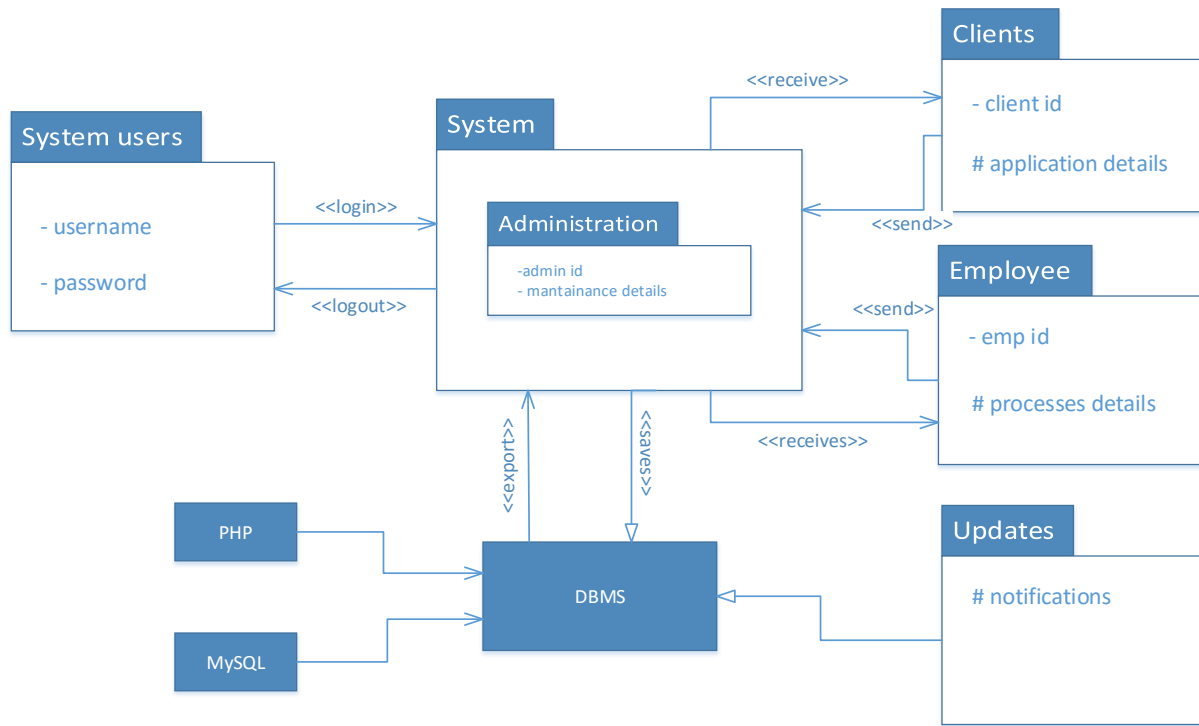 Clients
<<receive>>
- client id
# application details
System users
- username
- password
<<login>>
<<logout>>
System
Administration
-admin id
- mantainance details
<<send>>
Employee
<<send>>
- emp id
# processes details
<<receives>>
<<export>>
<<saves>>
PHP
MySQL
DBMS
Updates
# notifications